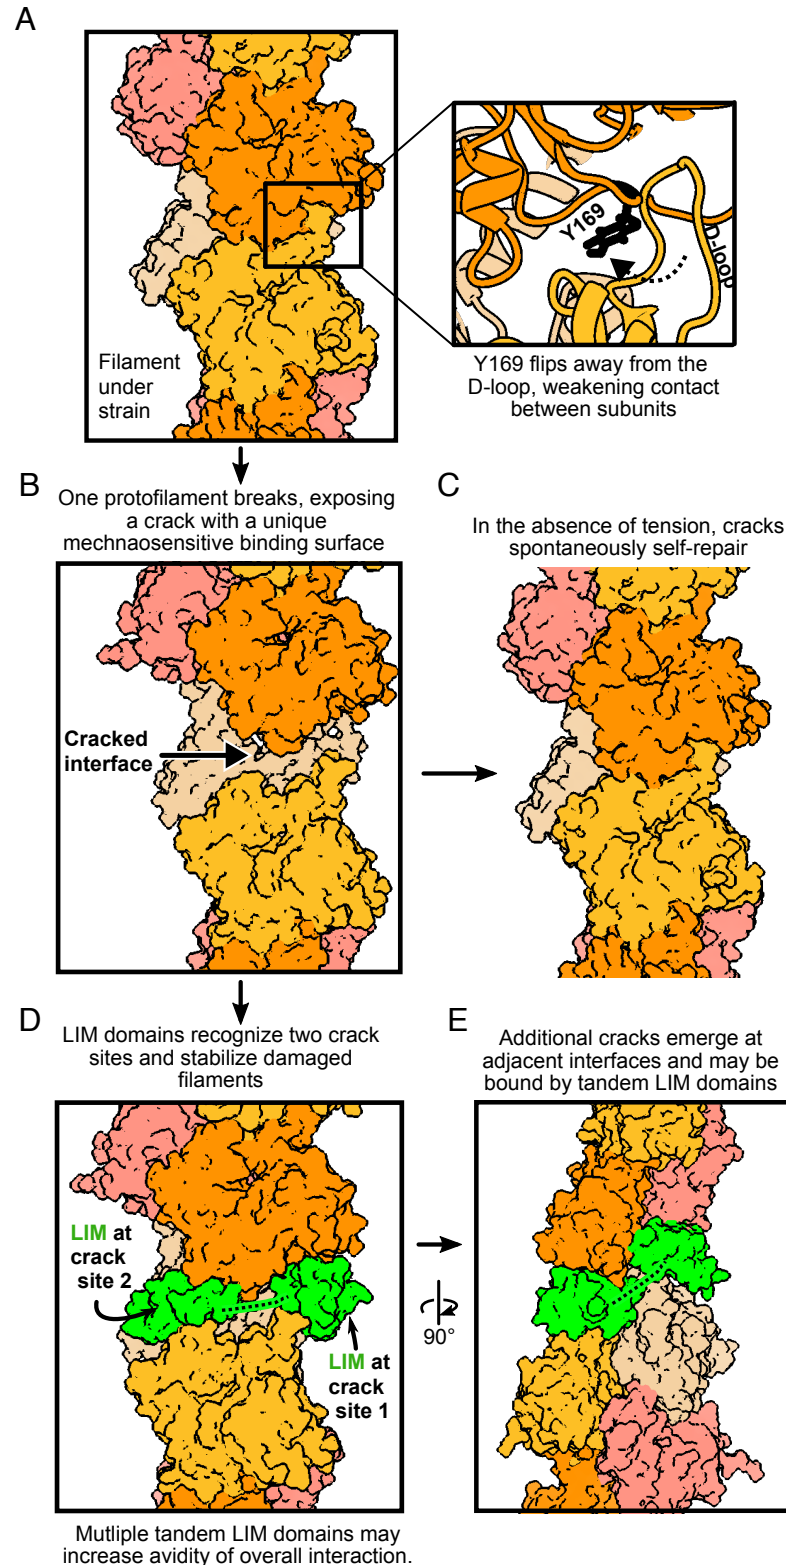 A
Filament
under
strain
Y169
D-loop
Y169 flips away from the
D-loop, weakening contact
between subunits
B
One protofilament breaks, exposing
a crack with a unique
mechnaosensitive binding surface
Cracked
interface
C
In the absence of tension, cracks
spontaneously self-repair
D
LIM domains recognize two crack
sites and stabilize damaged
filaments
LIM at
crack
site 2
LIM at
crack
site 1
Mutliple tandem LIM domains may
increase avidity of overall interaction.
90°
E
Additional cracks emerge at
adjacent interfaces and may be
bound by tandem LIM domains